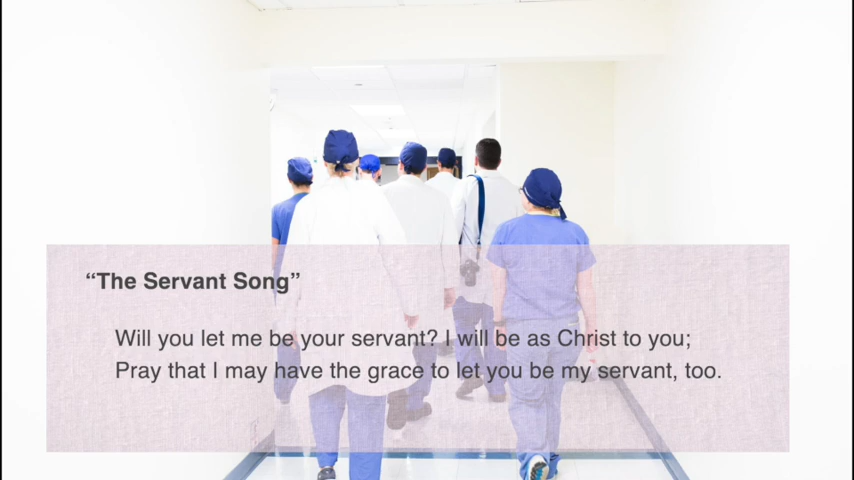 “The Servant Song”
Will you let me be your servant? I will be as Christ to you;
Pray that I may have the grace to let you be my servant, too.